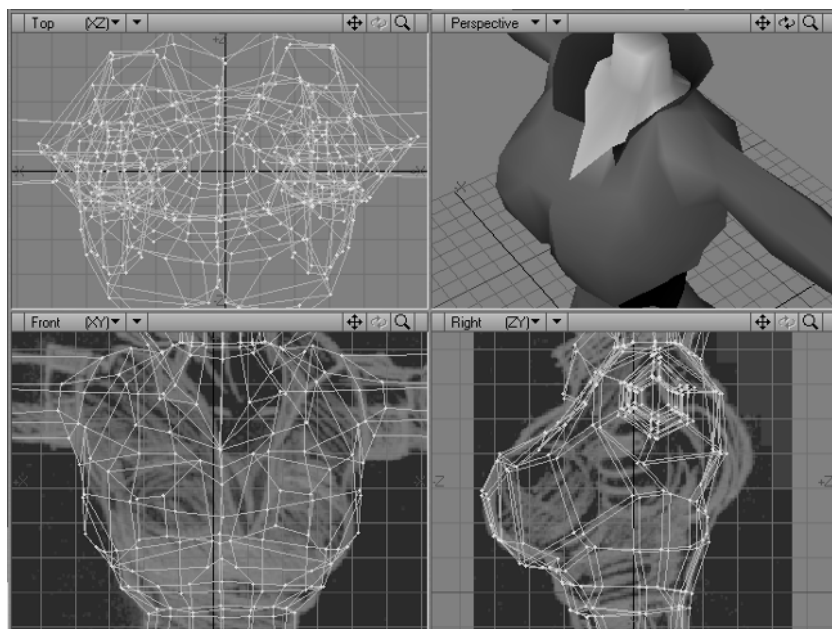 Top (XZ)
Perspective
+Z
-X
-X
-Z
Front (XY)
Right (ZY)
+X
-Z
+Z